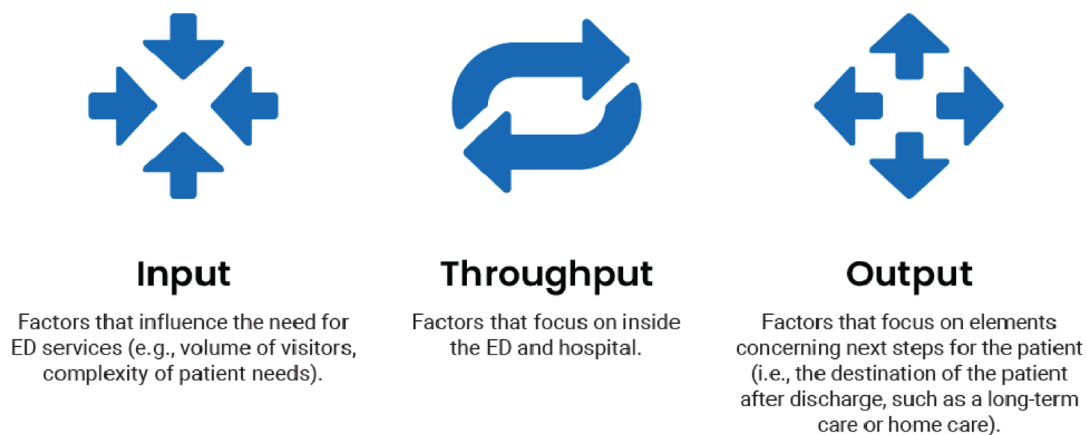 Input
Factors that influence the need for
ED services (e.g., volume of visitors,
complexity of patient needs).
Throughput
Factors that focus on inside
the ED and hospital.
Output
Factors that focus on elements
concerning next steps for the patient
(i.e., the destination of the patient
after discharge, such as a long-term
care or home care).